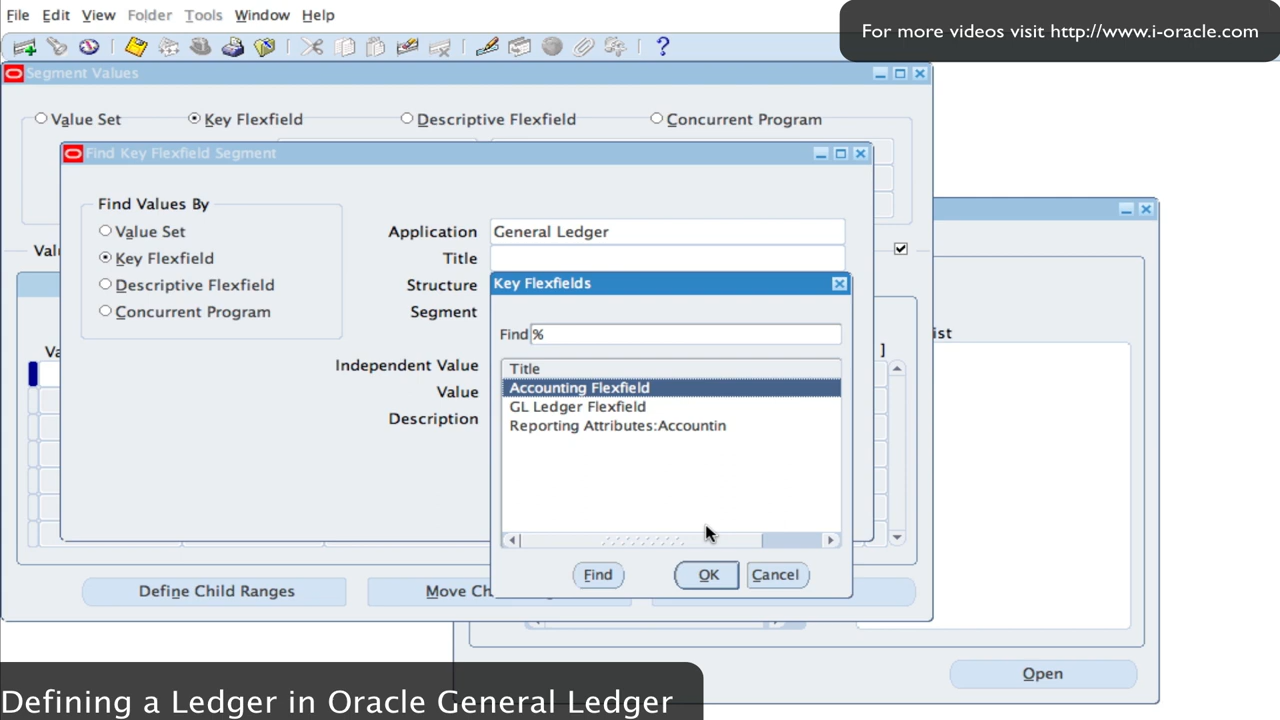 File Edit View Folder Tools Window Help
For more videos visit http://www.i-oracle.com
Segment Values
Value Set Key Flexfield Descriptive Flexfield Concurrent Program
Find Key Flexfield Segment
Find Values By
Value Set
Key Flexfield
Descriptive Flexfield
Concurrent Program
Application General Ledger
Title
Structure
Segment
Independent Value
Value
Description
Key Flexfields
Find %
Title
Accounting Flexfield
GL Ledger Flexfield
Reporting Attributes:Accountin
Find OK Cancel
]
Define Child Ranges
Open
Defining a Ledger in Oracle General Ledger